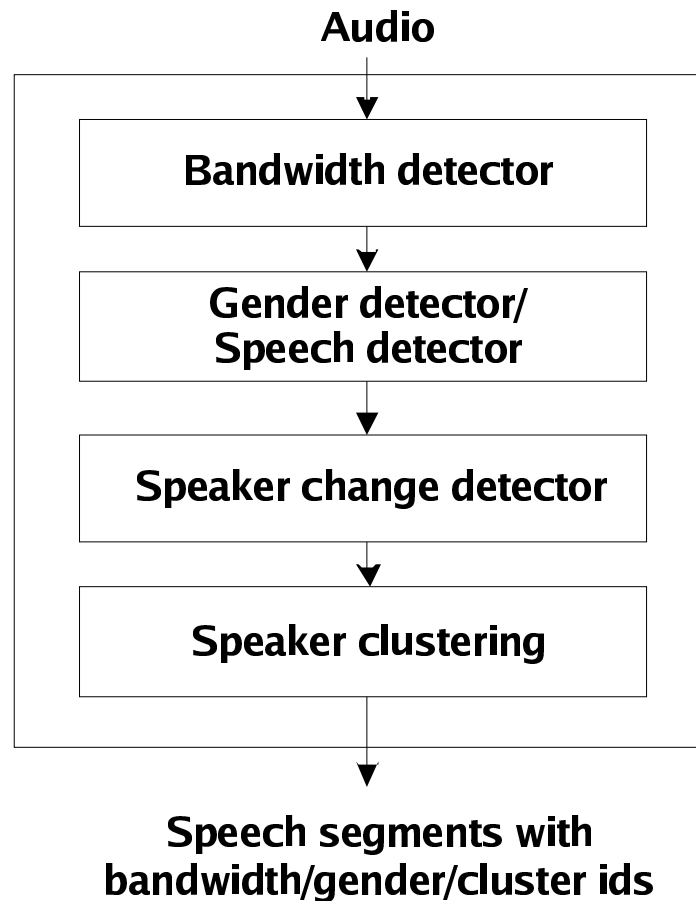 Audio
Bandwidth detector
Gender detector/
Speech detector
Speaker change detector
Speaker clustering
Speech segments with
bandwidth/gender/cluster ids